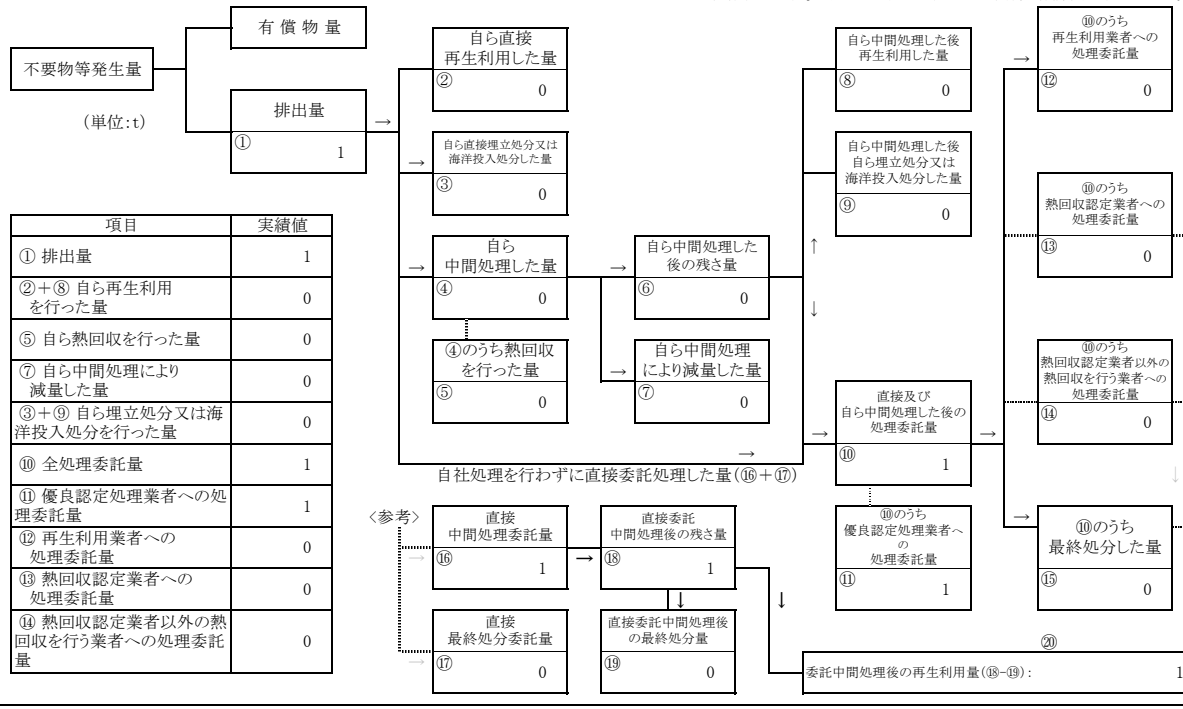 不要物等発生量
(単位:t)
有償物量
排出量
①
1
→
自ら直接
再生利用した量
②
0
→
自ら直接埋立処分又は
海洋投入処分した量
③
0
→
自ら
中間処理した量
④
0
④のうち熱回収
を行った量
⑤
0
→
自ら中間処理した
後の残さ量
⑥
0
→
自ら中間処理
により減量した量
⑦
0
自ら中間処理した後
再生利用した量
⑧
0
自ら中間処理した後
自ら埋立処分又は
海洋投入処分した量
⑨
0
↑
↓
→
自社処理を行わずに直接委託処理した量(⑯+⑰)
→
直接及び
自ら中間処理した後の
処理委託量
⑩
1
→
⑩のうち
優良認定処理業者へ
の
処理委託量
⑪
1
→
⑩のうち
再生利用業者への
処理委託量
⑫
0
⑩のうち
熱回収認定業者への
処理委託量
⑬
0
⑩のうち
熱回収認定業者以外の
熱回収を行う業者への
処理委託量
⑭
0
↓
→
⑩のうち
最終処分した量
⑮
0
項目 実績値
① 排出量 1
②+⑧ 自ら再生利用
を行った量 0
⑤ 自ら熱回収を行った量 0
⑦ 自ら中間処理により
減量した量 0
③+⑨ 自ら埋立処分又は海
洋投入処分を行った量 0
⑩ 全処理委託量 1
⑪ 優良認定処理業者への処
理委託量 1
⑫ 再生利用業者への
処理委託量 0
⑬ 熱回収認定業者への
処理委託量 0
⑭ 熱回収認定業者以外の熱
回収を行う業者への処理委託
量 0
〈参考〉
→
直接
中間処理委託量
⑯
1
→
直接委託
中間処理後の残さ量
⑱
1
↓
↓
→
直接
最終処分委託量
⑰
0
直接委託中間処理後
の最終処分量
⑲
0
⑳
委託中間処理後の再生利用量(⑱-⑲): 1